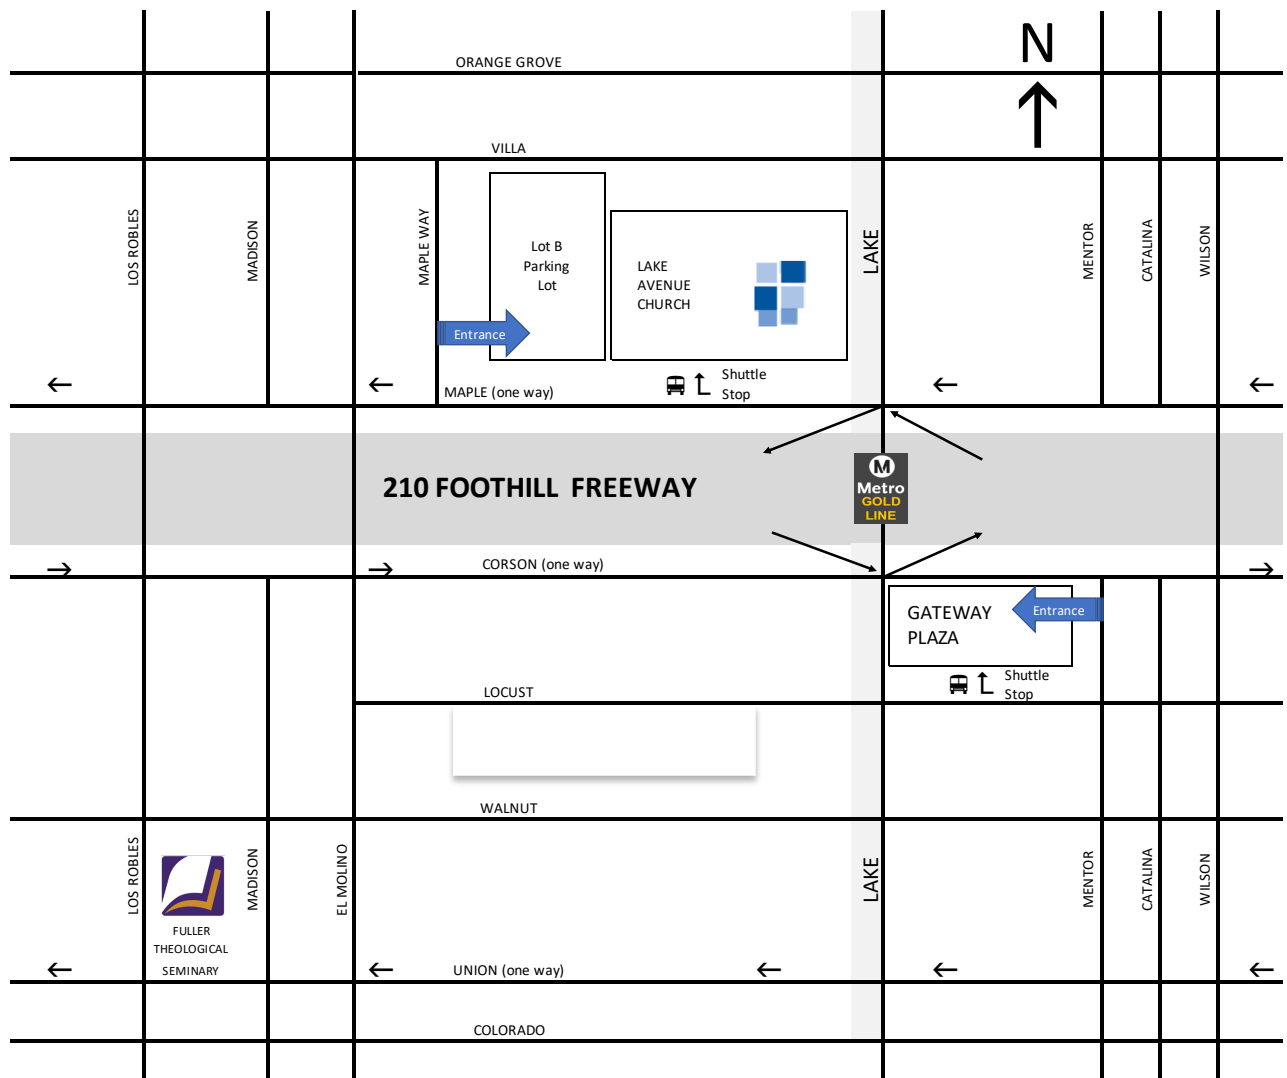 N
ORANGE GROVE
VILLA
LOS ROBLES
MADISON
MAPLE WAY
Lot B
Parking
Lot
LAKE
AVENUE
CHURCH
LAKE
MENTOR
CATALINA
WILSON
Entrance
MAPLE (one way)
Shuttle
Stop
210 FOOTHILL FREEWAY
M
Metro
GOLD
LINE
CORSON (one way)
GATEWAY
PLAZA
Entrance
Shuttle
Stop
LOCUST
WALNUT
LOS ROBLES
MADISON
EL MOLINO
LAKE
MENTOR
CATALINA
WILSON
FULLER
THEOLOGICAL
SEMINARY
UNION (one way)
COLORADO